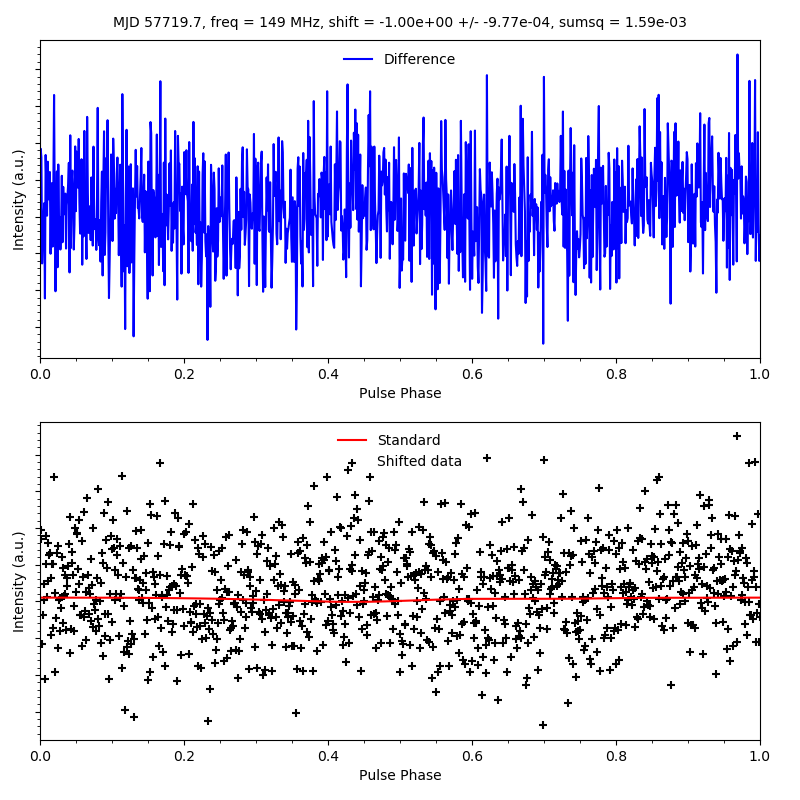 MJD 57719.7, freq = 149 MHz, shift = -1.00e+00 +/- -9.77e-04, sumsq = 1.59e-03
Difference
Intensity (a.u.)
0.0 0.2 0.4 0.6 0.8 1.0
Pulse Phase
Standard
Shifted data
Intensity (a.u.)
0.0 0.2 0.4 0.6 0.8 1.0
Pulse Phase